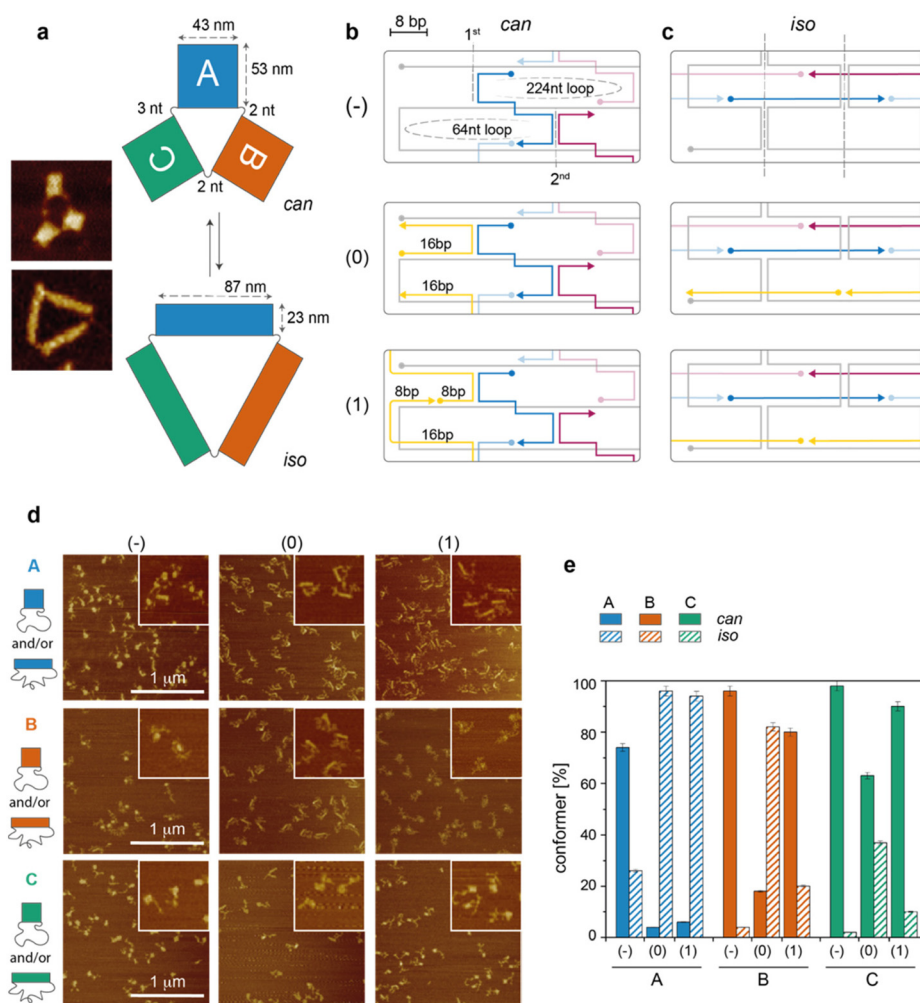 a
43 nm
A
53 nm
3 nt
2 nt
C
B
2 nt
can
87 nm
23 nm
iso
b
8 bp
can
1st
(-)
224nt loop
64nt loop
2nd
(0)
16bp
16bp
(1)
8bp
8bp
16bp
c
iso
d
(-)
(0)
(1)
A
and/or
1 μm
B
and/or
1 μm
C
and/or
1 μm
e
A B C
can
iso
conformer [%]
100
80
60
40
20
0
(-) (0) (1) (-) (0) (1) (-) (0) (1)
A B C